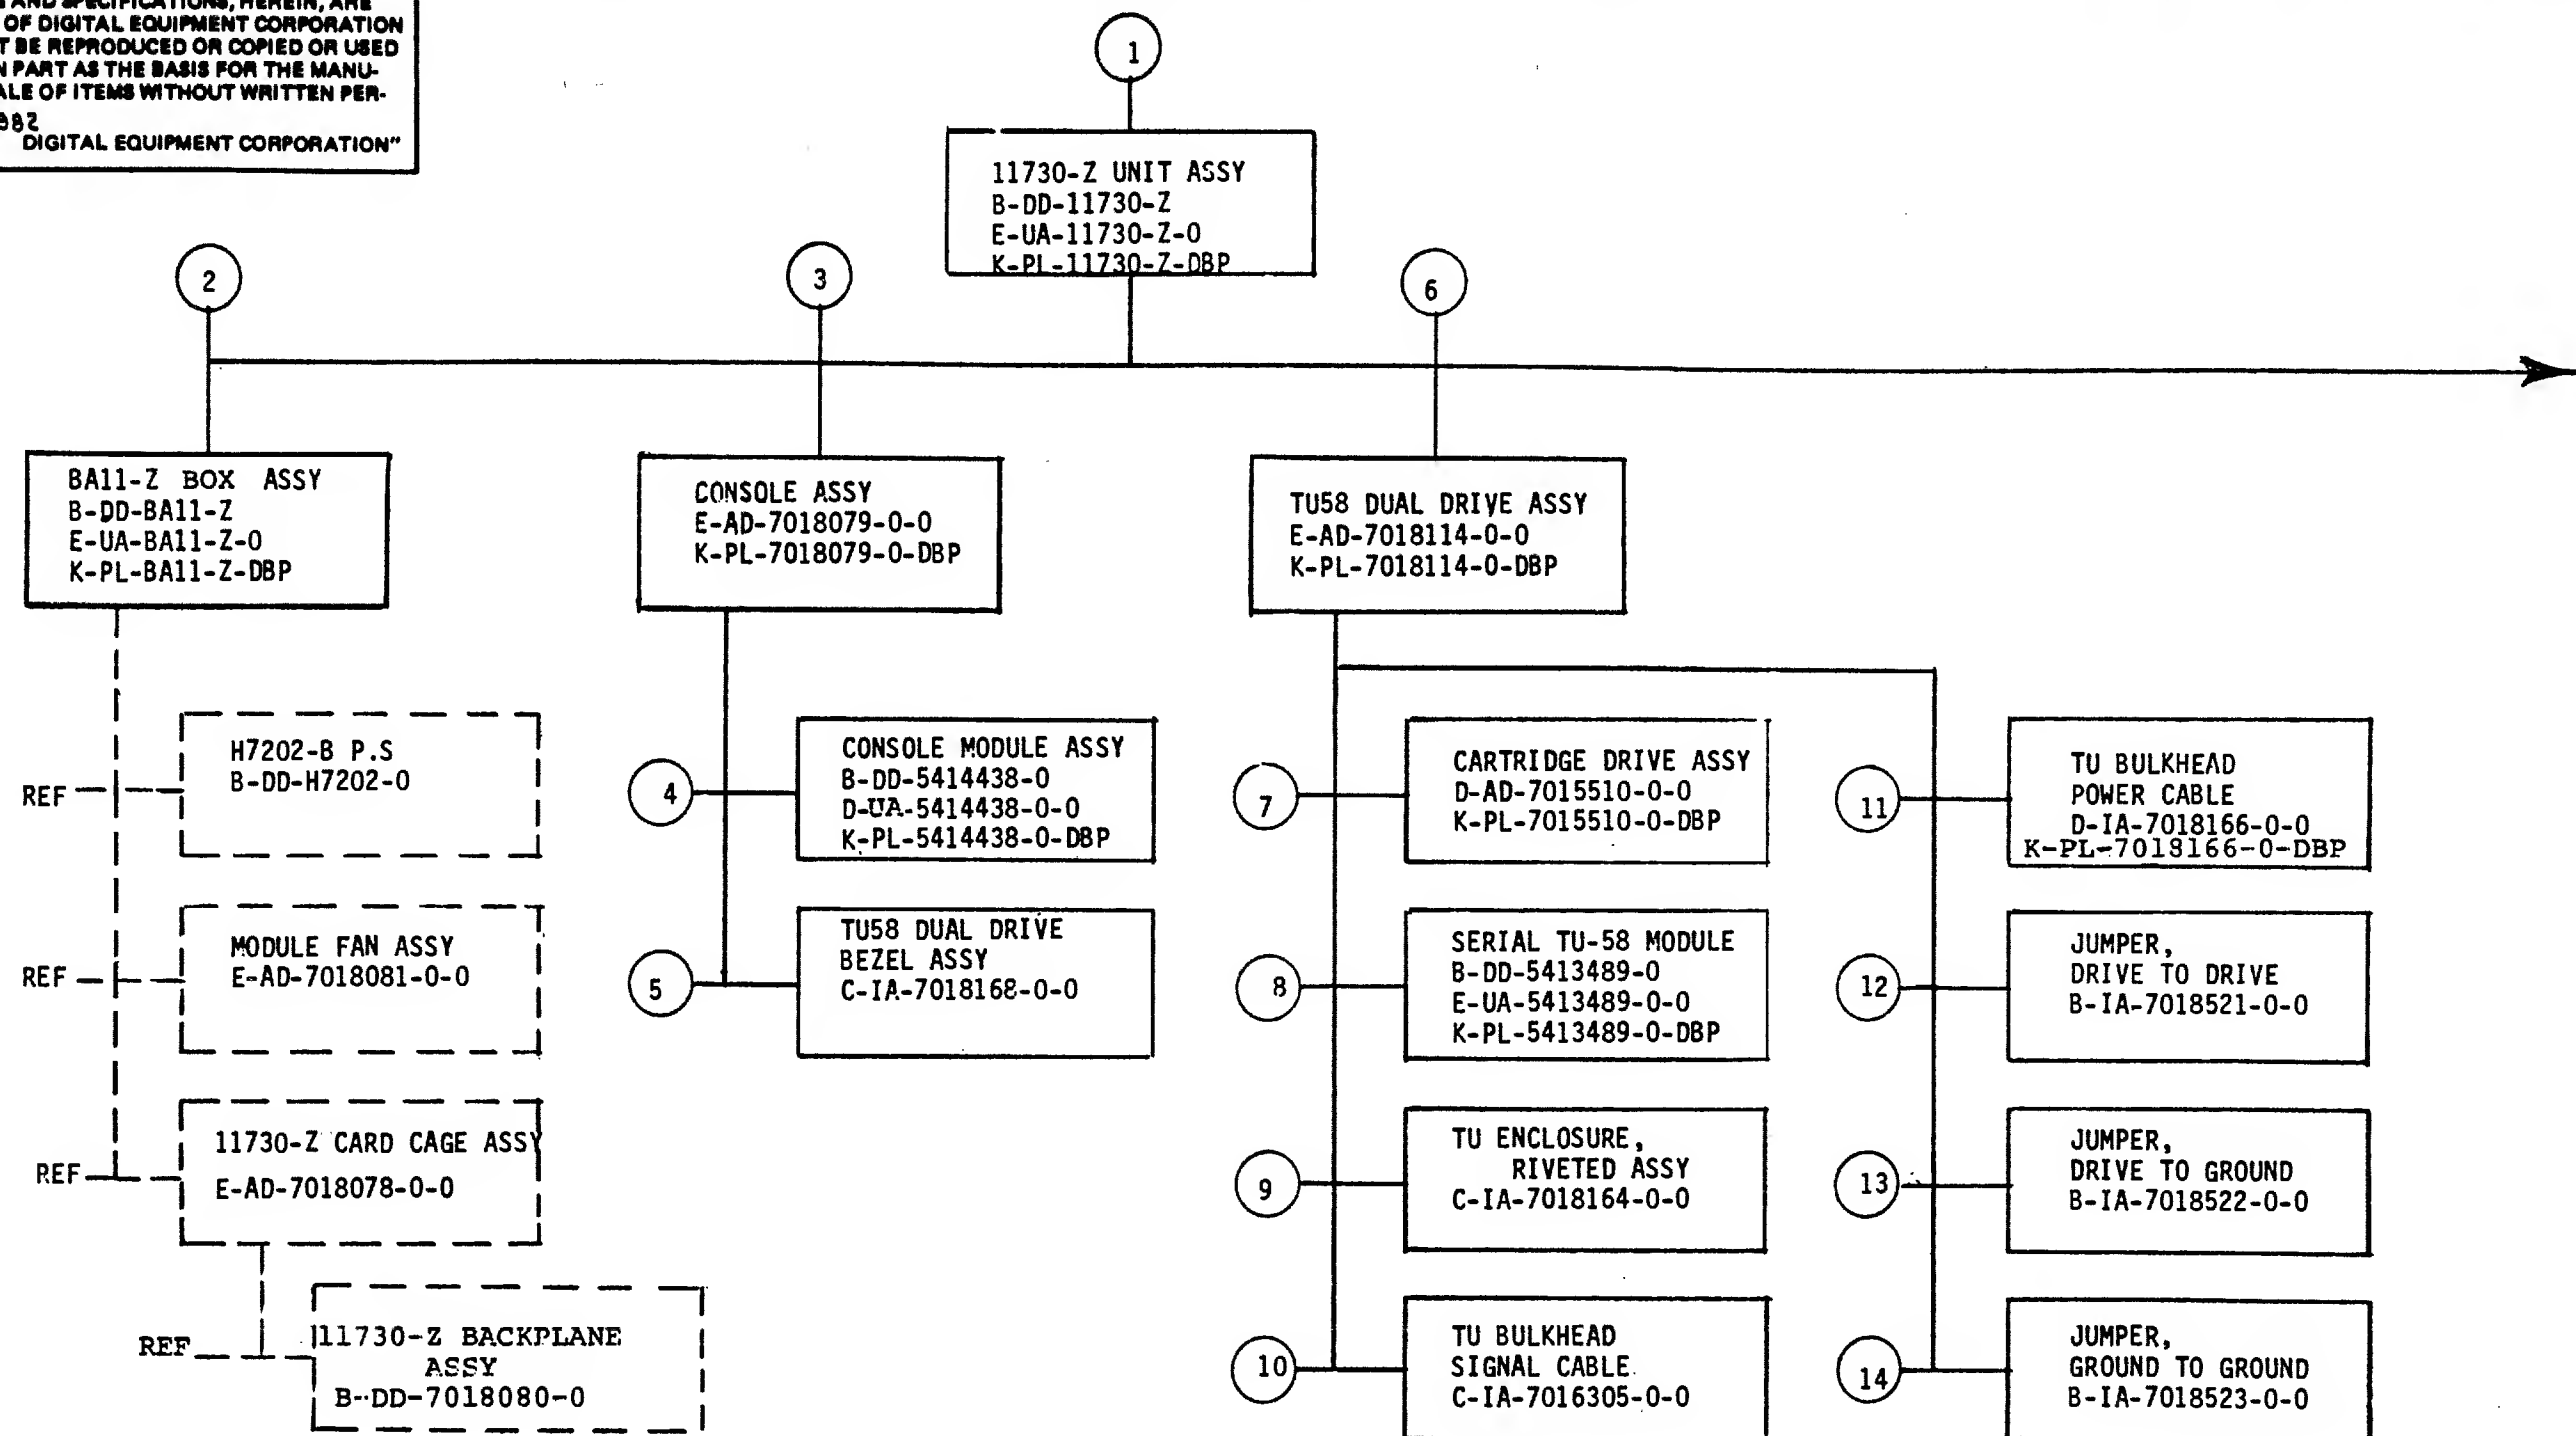 AND SPECIFICATIONS, HEREIN, ARE
OF DIGITAL EQUIPMENT CORPORATION
BE REPRODUCED OR COPIED OR USED
PART AS THE BASIS FOR THE MANU-
OF ITEMS WITHOUT WRITTEN PER-
DIGITAL EQUIPMENT CORPORATION"
1
11730-Z UNIT ASSY
B-DD-11730-Z
E-UA-11730-Z-0
K-PL-11730-Z-DBP
2
3
6
BA11-Z BOX ASSY
B-DD-BA11-Z
E-UA-BA11-Z-0
K-PL-BA11-Z-DBP
CONSOLE ASSY
E-AD-7018079-0-0
K-PL-7018079-0-DBP
TU58 DUAL DRIVE ASSY
E-AD-7018114-0-0
K-PL-7018114-0-DBP
REF
H7202-B P.S
B-DD-H7202-0
REF
MODULE FAN ASSY
E-AD-7018081-0-0
REF
11730-Z CARD CAGE ASSY
E-AD-7018078-0-0
REF
11730-Z BACKPLANE
ASSY
B-DD-7018080-0
4
CONSOLE MODULE ASSY
B-DD-5414438-0
D-UA-5414438-0-0
K-PL-5414438-0-DBP
5
TU58 DUAL DRIVE
BEZEL ASSY
C-IA-7018168-0-0
7
CARTRIDGE DRIVE ASSY
D-AD-7015510-0-0
K-PL-7015510-0-DBP
8
SERIAL TU-58 MODULE
B-DD-5413489-0
E-UA-5413489-0-0
K-PL-5413489-0-DBP
9
TU ENCLOSURE,
RIVETED ASSY
C-IA-7018164-0-0
10
TU BULKHEAD
SIGNAL CABLE
C-IA-7016305-0-0
11
TU BULKHEAD
POWER CABLE
D-IA-7018166-0-0
K-PL-7018166-0-DBP
12
JUMPER,
DRIVE TO DRIVE
B-IA-7018521-0-0
13
JUMPER,
DRIVE TO GROUND
B-IA-7018522-0-0
14
JUMPER,
GROUND TO GROUND
B-IA-7018523-0-0